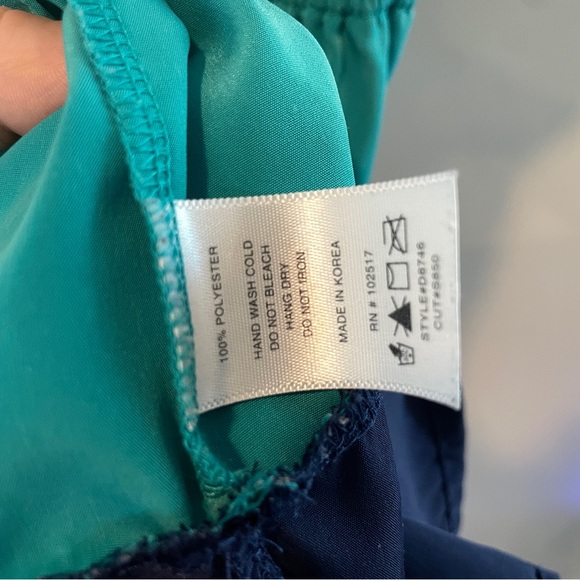 100% POLYESTER
HAND WASH COLD
DO NOT BLEACH
HANG DRY
DO NOT IRON
MADE IN KOREA
RN # 102517
STYLE#D8746
CUT#S850